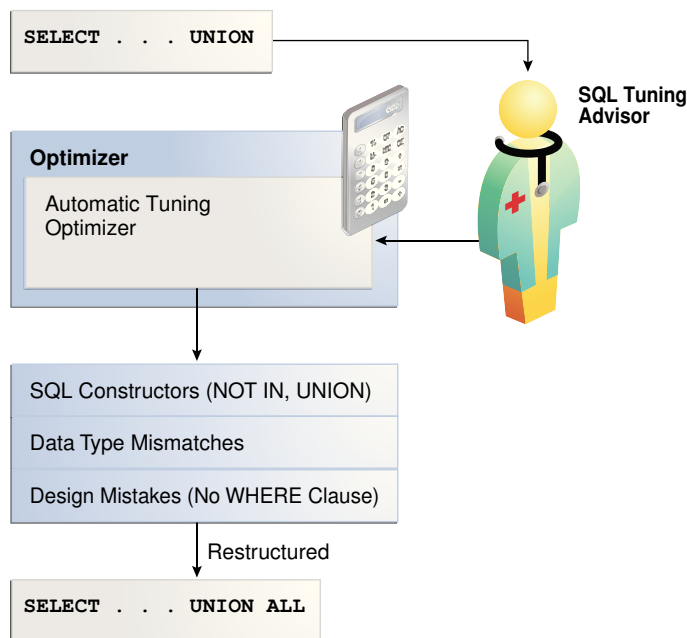 SELECT . . . UNION
SQL Tuning
Advisor
Optimizer
Automatic Tuning
Optimizer
SQL Constructors (NOT IN, UNION)
Data Type Mismatches
Design Mistakes (No WHERE Clause)
Restructured
SELECT . . . UNION ALL